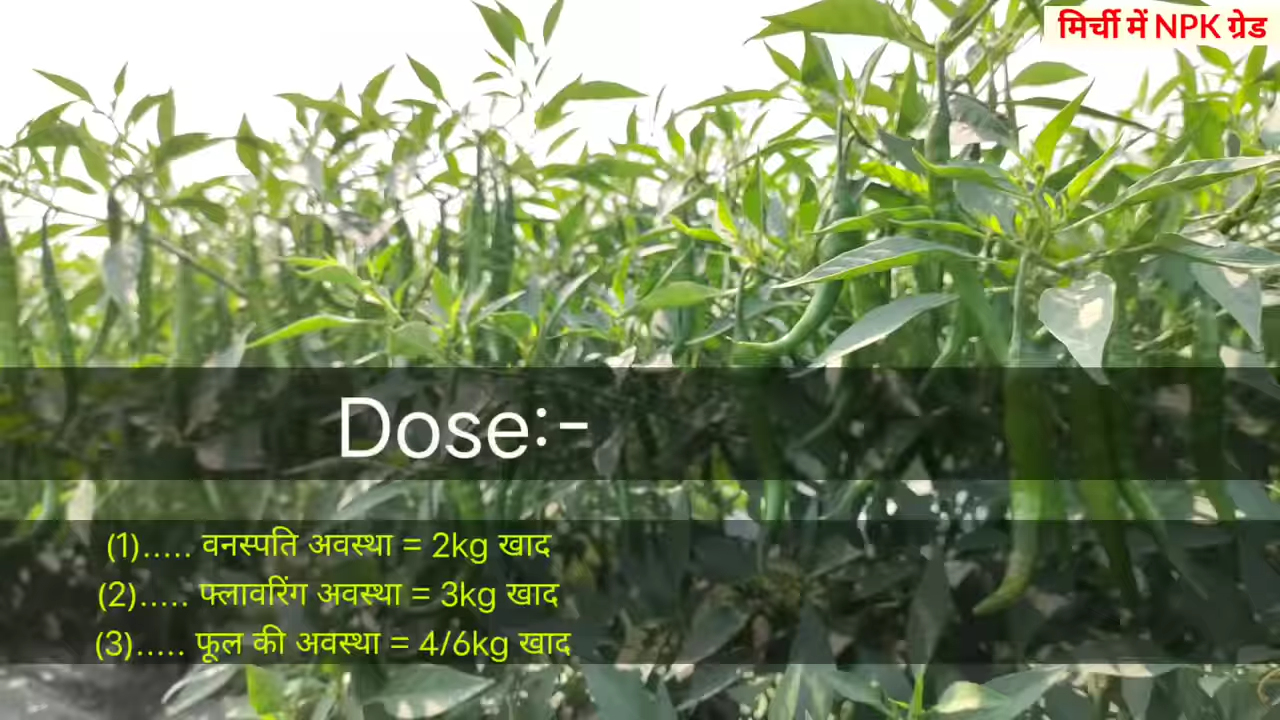 मिर्ची में NPK ग्रेड
Dose:-
(1)..... वनस्पति अवस्था = 2kg खाद
(2)..... फ्लावरिंग अवस्था = 3kg खाद
(3)..... फूल की अवस्था = 4/6kg खाद